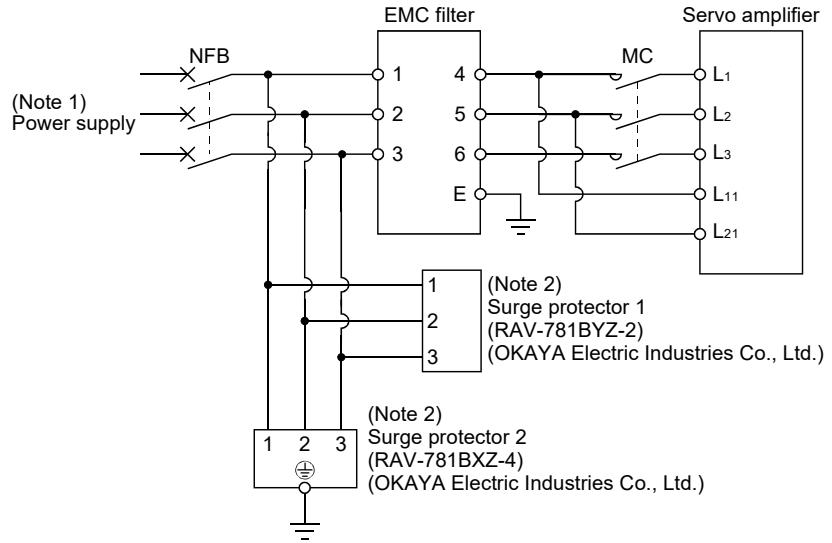 EMC filter
Servo amplifier
NFB
MC
(Note 1)
Power supply
1
2
3
4
5
6
E
L1
L2
L3
L11
L21
1
2
3
(Note 2)
Surge protector 1
(RAV-781BYZ-2)
(OKAYA Electric Industries Co., Ltd.)
1 2 3
(Note 2)
Surge protector 2
(RAV-781BXZ-4)
(OKAYA Electric Industries Co., Ltd.)